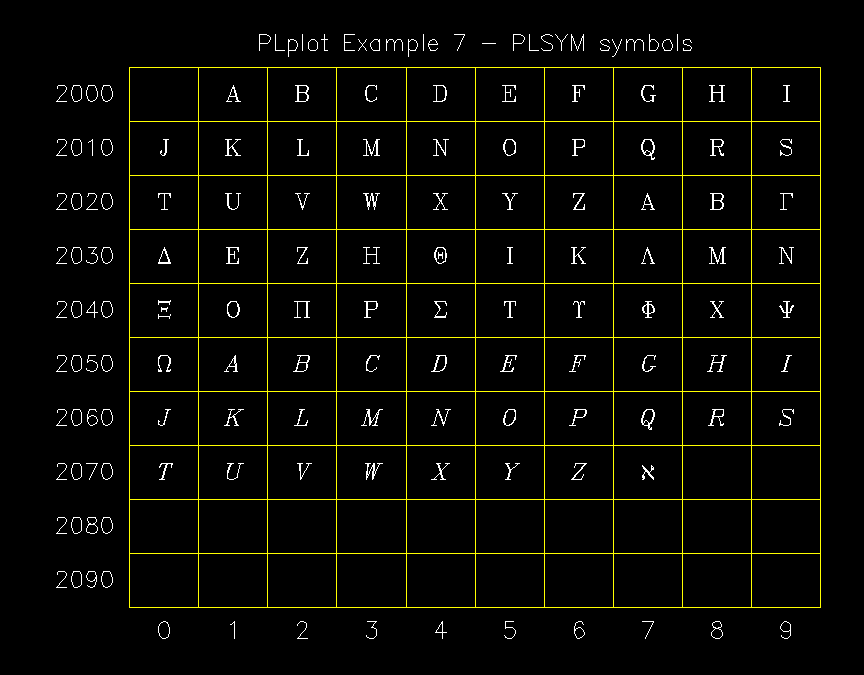 PLplot Example 7 − PLSYM symbols
2000 A B C D E F G H I
2010 J K L M N O P Q R S
2020 T U V W X Y Z Α Β Γ
2030 Δ Ε Ζ Η Θ Ι Κ Λ Μ Ν
2040 Ξ Ο Π Ρ Σ Τ ϒ Φ Χ Ψ
2050 Ω A B C D E F G H I
2060 J K L M N O P Q R S
2070 T U V W X Y Z ℵ
2080
2090
0 1 2 3 4 5 6 7 8 9